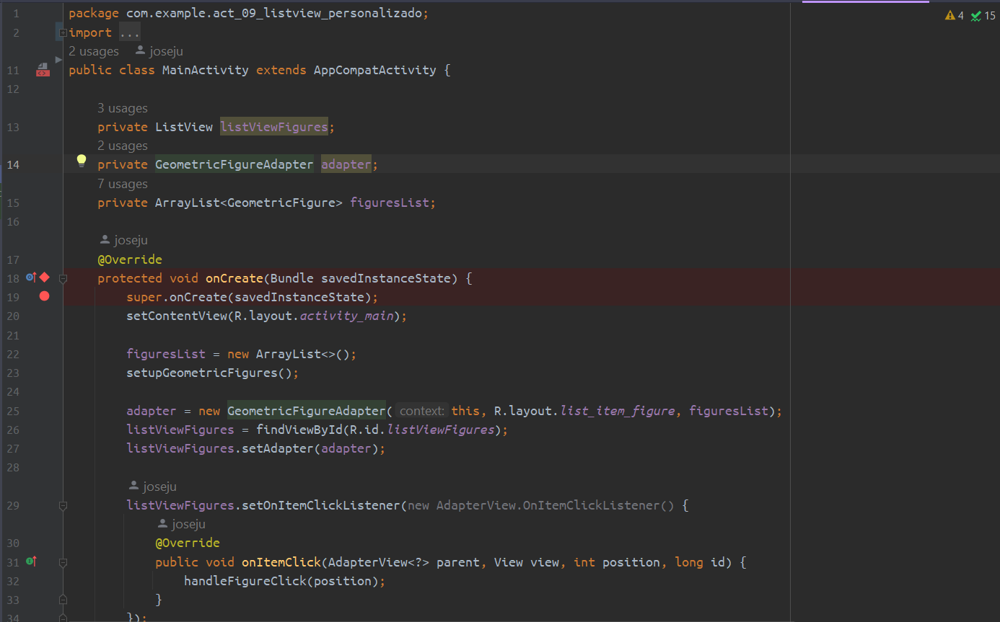 1 package com.example.act_09_listview_personalizado; 4 15
2 import ...
2 usages joseju
11 public class MainActivity extends AppCompatActivity {
12
3 usages
13 private ListView listViewFigures;
2 usages
14 private GeometricFigureAdapter adapter;
7 usages
15 private ArrayList<GeometricFigure> figuresList;
16
joseju
17 @Override
18 protected void onCreate(Bundle savedInstanceState) {
19 super.onCreate(savedInstanceState);
20 setContentView(R.layout.activity_main);
21
22 figuresList = new ArrayList<>();
23 setupGeometricFigures();
24
25 adapter = new GeometricFigureAdapter( context: this, R.layout.list_item_figure, figuresList);
26 listViewFigures = findViewById(R.id.listViewFigures);
27 listViewFigures.setAdapter(adapter);
28
joseju
29 listViewFigures.setOnItemClickListener(new AdapterView.OnItemClickListener() {
joseju
30 @Override
31 public void onItemClick(AdapterView<?> parent, View view, int position, long id) {
32 handleFigureClick(position);
33 }
34 });